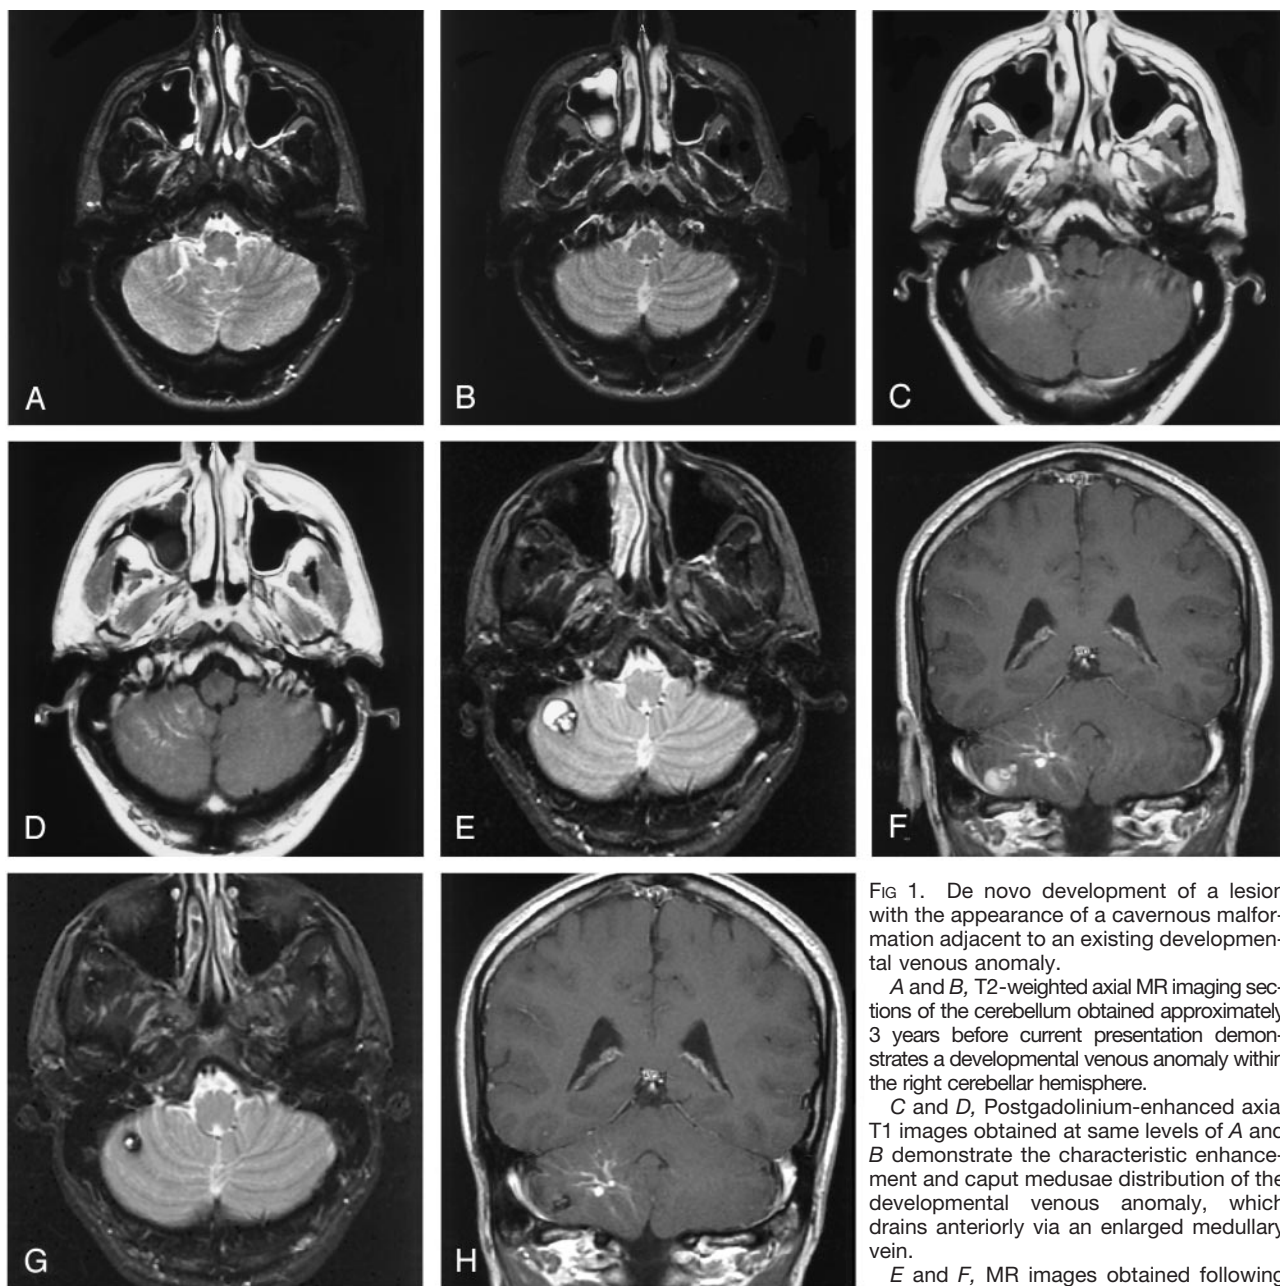 A
B
C
D
E
F
G
H
FIG 1. De novo development of a lesion
with the appearance of a cavernous malfor-
mation adjacent to an existing developmen-
tal venous anomaly.
A and B, T2-weighted axial MR imaging sec-
tions of the cerebellum obtained approximately
3 years before current presentation demon-
strates a developmental venous anomaly within
the right cerebellar hemisphere.
C and D, Postgadolinium-enhanced axial
T1 images obtained at same levels of A and
B demonstrate the characteristic enhance-
ment and caput medusae distribution of the
developmental venous anomaly, which
drains anteriorly via an enlarged medullary
vein.
E and F, MR images obtained following